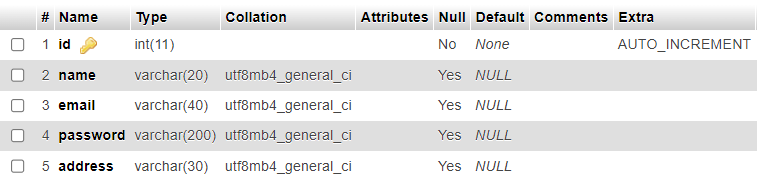 # Name Type Collation Attributes Null Default Comments Extra
1 id int(11) No None AUTO_INCREMENT
2 name varchar(20) utf8mb4_general_ci Yes NULL
3 email varchar(40) utf8mb4_general_ci Yes NULL
4 password varchar(200) utf8mb4_general_ci Yes NULL
5 address varchar(30) utf8mb4_general_ci Yes NULL